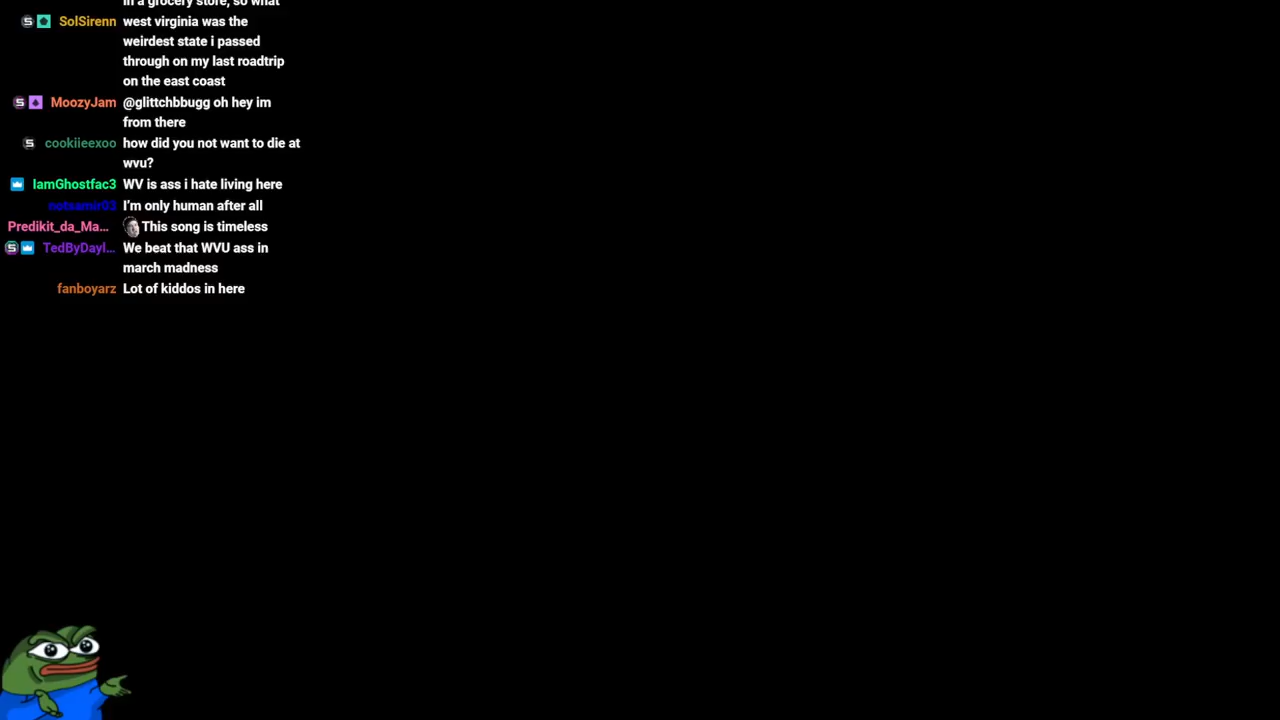 in a grocery store, so what
SolSirenn west virginia was the
weirdest state i passed
through on my last roadtrip
on the east coast
MoozyJam @glittchbbugg oh hey im
from there
cookiieexoo how did you not want to die at
wvu?
IamGhostfac3 WV is ass i hate living here
notsamir03 I'm only human after all
Predikit_da_Ma... This song is timeless
TedByDayl... We beat that WVU ass in
march madness
fanboyarz Lot of kiddos in here